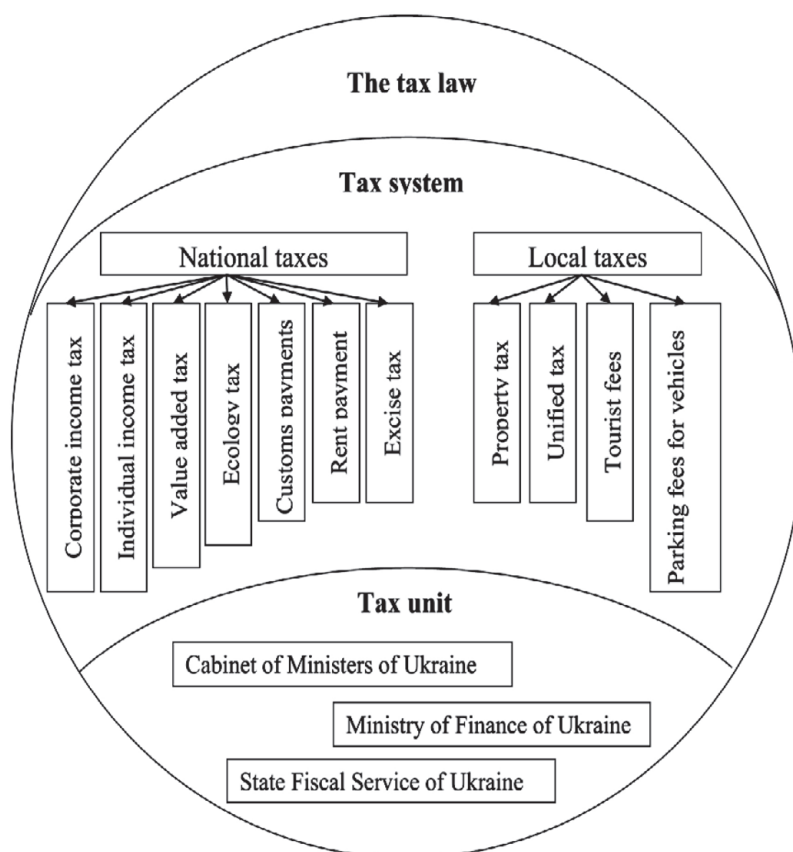 The tax law
Tax system
National taxes
Local taxes
Corporate income tax
Individual income tax
Value added tax
Ecology tax
Customs payments
Rent payment
Excise tax
Property tax
Unified tax
Tourist fees
Parking fees for vehicles
Tax unit
Cabinet of Ministers of Ukraine
Ministry of Finance of Ukraine
State Fiscal Service of Ukraine